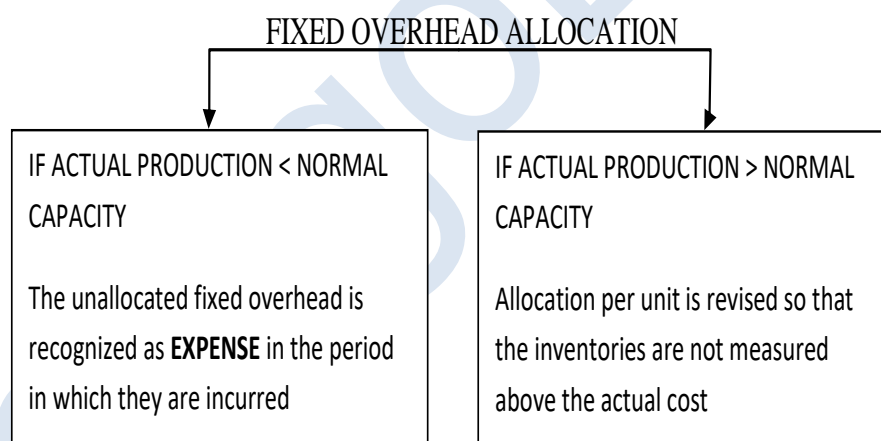 FIXED OVERHEAD ALLOCATION
IF ACTUAL PRODUCTION < NORMAL
CAPACITY
The unallocated fixed overhead is
recognized as EXPENSE in the period
in which they are incurred
IF ACTUAL PRODUCTION > NORMAL
CAPACITY
Allocation per unit is revised so that
the inventories are not measured
above the actual cost